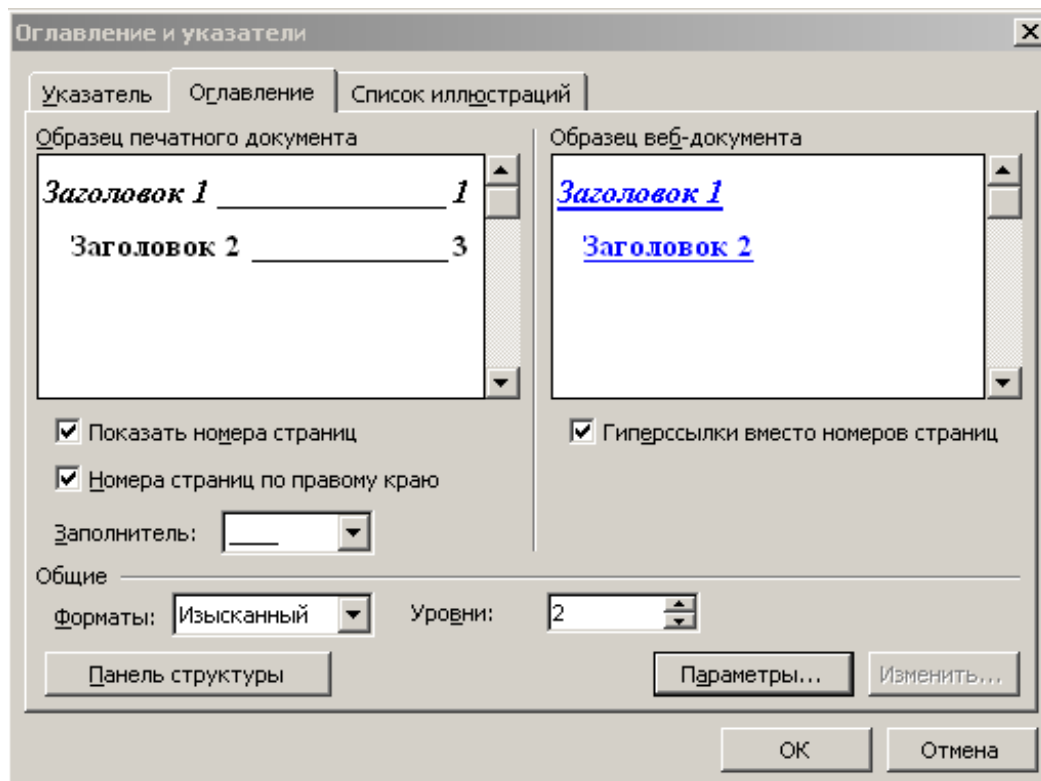 Оглавление и указатели
Указатель Оглавление Список иллюстраций
Образец печатного документа Образец веб-документа
Заголовок 1 1 Заголовок 1
Заголовок 2 3 Заголовок 2
Показать номера страниц Гиперссылки вместо номеров страниц
Номера страниц по правому краю
Заполнитель: ____
Общие
Форматы: Изысканный Уровни: 2
Панель структуры Параметры... Изменить...
ОК Отмена